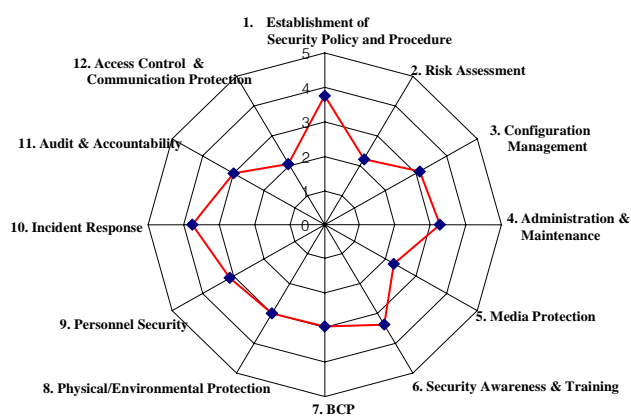 1. Establishment of
Security Policy and Procedure
2. Risk Assessment
3. Configuration
Management
4. Administration &
Maintenance
5. Media Protection
6. Security Awareness & Training
7. BCP
8. Physical/Environmental Protection
9. Personnel Security
10. Incident Response
11. Audit & Accountability
12. Access Control &
Communication Protection
5
4
3
2
1
0